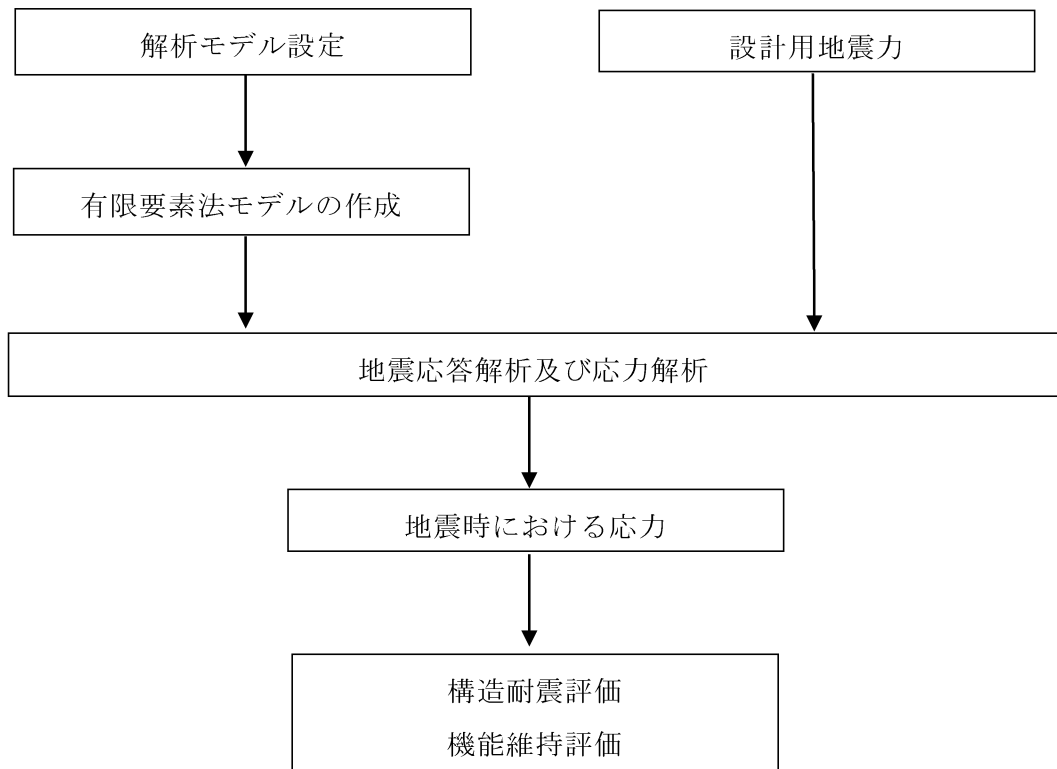 解析モデル設定
設計用地震力
有限要素法モデルの作成
地震応答解析及び応力解析
地震時における応力
構造耐震評価
機能維持評価